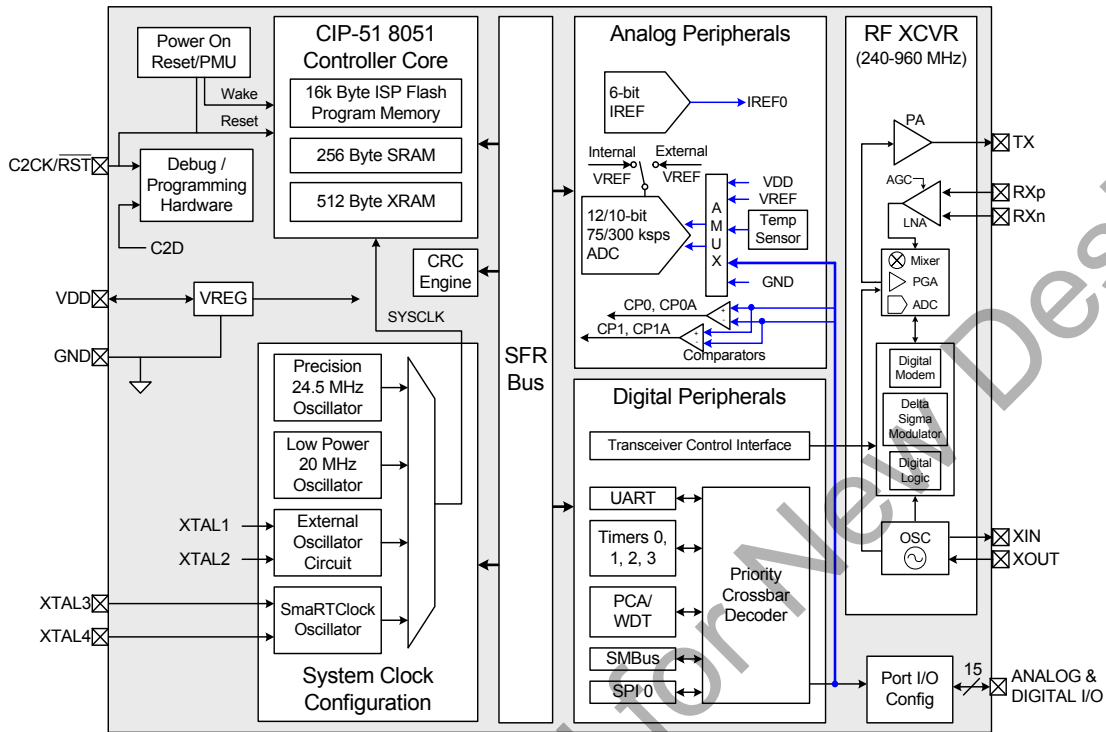 Power On
Reset/PMU
Wake
Reset
C2CK/RST
Debug /
Programming
Hardware
C2D
VDD
VREG
GND
CIP-51 8051
Controller Core
16k Byte ISP Flash
Program Memory
256 Byte SRAM
512 Byte XRAM
CRC
Engine
SYSCLK
Precision
24.5 MHz
Oscillator
Low Power
20 MHz
Oscillator
XTAL1
XTAL2
External
Oscillator
Circuit
XTAL3
XTAL4
SmaRTClock
Oscillator
System Clock
Configuration
SFR
Bus
Analog Peripherals
6-bit
IREF
IREF0
Internal
VREF
External
VREF
12/10-bit
75/300 ksps
ADC
A
M
U
X
VDD
VREF
Temp
Sensor
GND
CP0, CP0A
+
-
CP1, CP1A
+
-
Comparators
Digital Peripherals
Transceiver Control Interface
UART
Timers 0,
1, 2, 3
PCA/
WDT
SMBus
SPI 0
Priority
Crossbar
Decoder
RF XCVR
(240-960 MHz)
PA
TX
AGC
LNA
RXp
RXn
Mixer
PGA
ADC
Digital
Modem
Delta
Sigma
Modulator
Digital
Logic
OSC
XIN
XOUT
Port I/O
Config
15
ANALOG &
DIGITAL I/O
for New Des